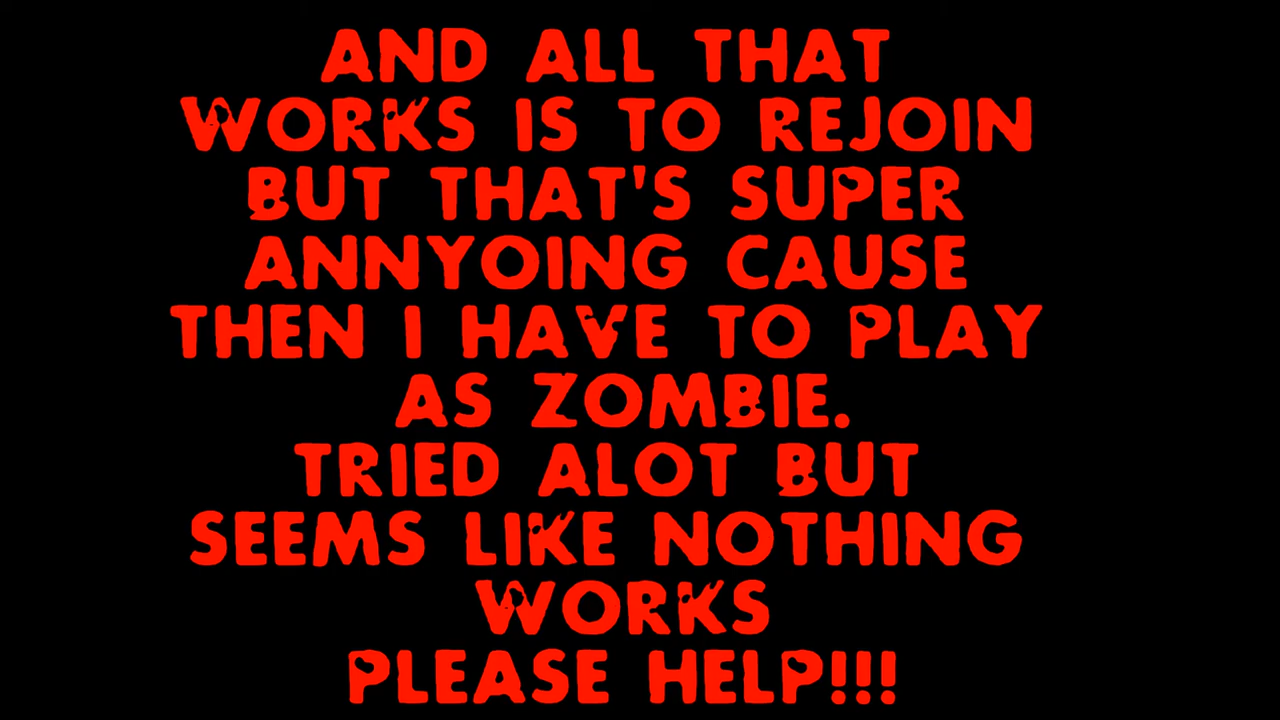 AND ALL THAT
WORKS IS TO REJOIN
BUT THAT'S SUPER
ANNYOING CAUSE
THEN I HAVE TO PLAY
AS ZOMBIE.
TRIED ALOT BUT
SEEMS LIKE NOTHING
WORKS
PLEASE HELP!!!